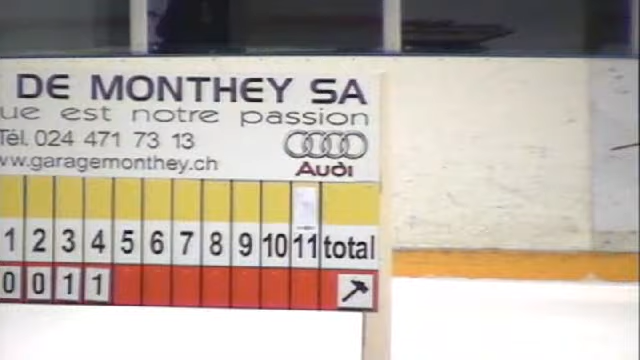 DE MONTHEY SA
ue est notre passion
Tél. 024 471 73 13
www.garagemonthey.ch
Audi
1 2 3 4 5 6 7 8 9 10 11 total
0 0 1 1